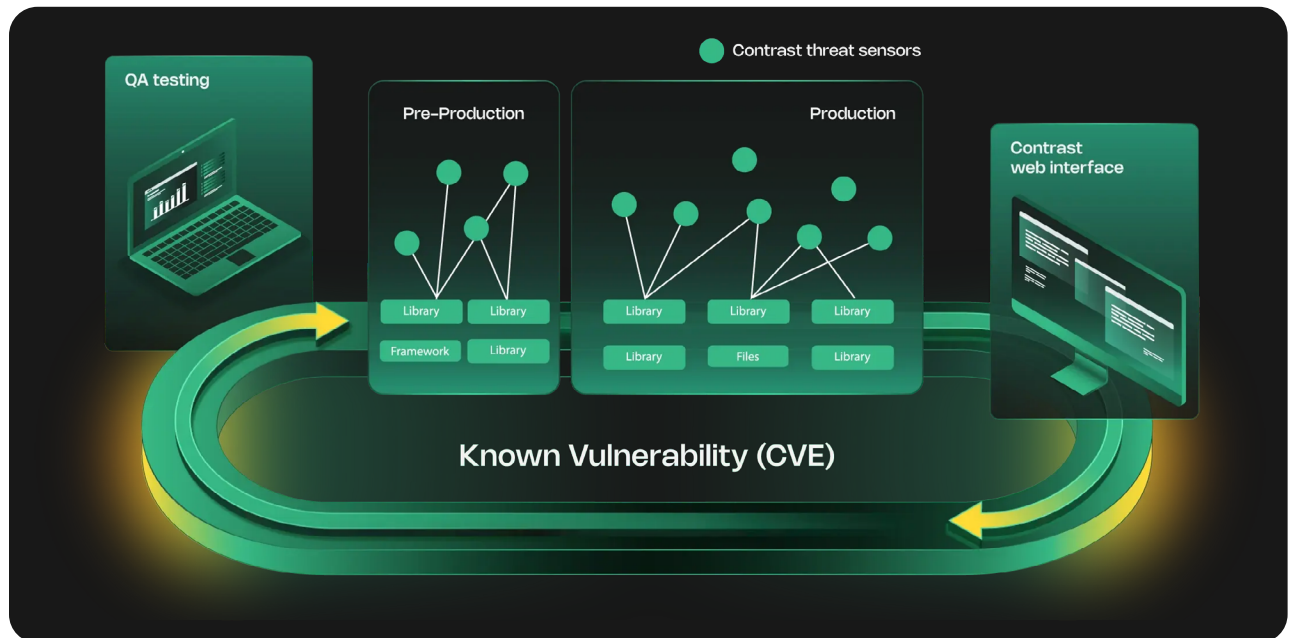 Contrast threat sensors
QA testing
Pre-Production
Production
Contrast
web interface
Library
Library
Framework
Library
Library
Library
Library
Library
Files
Library
Known Vulnerability (CVE)